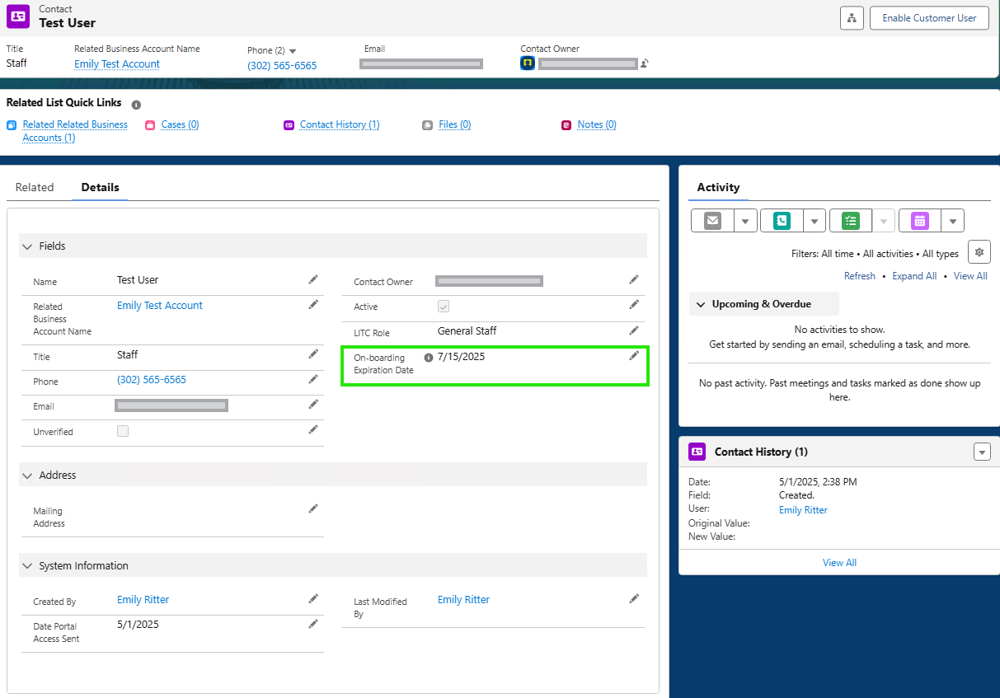 Contact
Test User
Enable Customer User
Title
Staff
Related Business Account Name
Emily Test Account
Phone (2)
(302) 565-6565
Email
Contact Owner
Related List Quick Links
Related Related Business
Accounts (1)
Cases (0)
Contact History (1)
Files (0)
Notes (0)
Related
Details
Fields
Name
Test User
Related
Business
Account Name
Emily Test Account
Title
Staff
Phone
(302) 565-6565
Email
Unverified
Contact Owner
Active
LITC Role
General Staff
On-boarding
Expiration Date
7/15/2025
Address
Mailing
Address
System Information
Created By
Emily Ritter
Date Portal
Access Sent
5/1/2025
Last Modified
By
Emily Ritter
Activity
Filters: All time • All activities • All types
Refresh • Expand All • View All
Upcoming & Overdue
No activities to show.
Get started by sending an email, scheduling a task, and more.
No past activity. Past meetings and tasks marked as done show up
here.
Contact History (1)
Date: 5/1/2025, 2:38 PM
Field: Created.
User: Emily Ritter
Original Value:
New Value:
View All